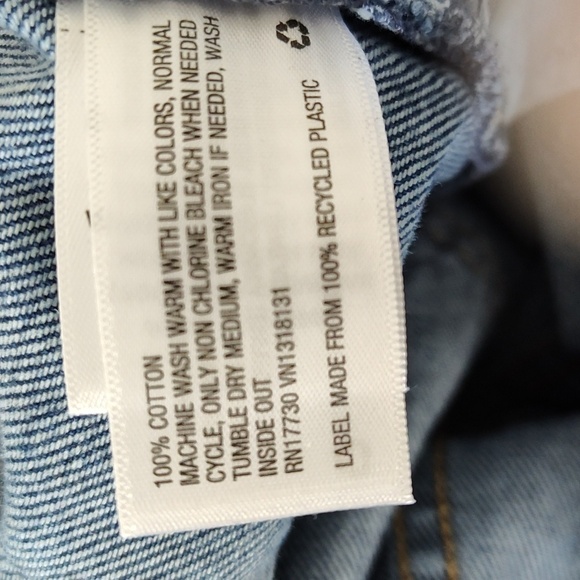 100% COTTON
MACHINE WASH WARM WITH LIKE COLORS, NORMAL
CYCLE, ONLY NON CHLORINE BLEACH WHEN NEEDED
TUMBLE DRY MEDIUM, WARM IRON IF NEEDED, WASH
INSIDE OUT
RN17730 VN1318131
LABEL MADE FROM 100% RECYCLED PLASTIC